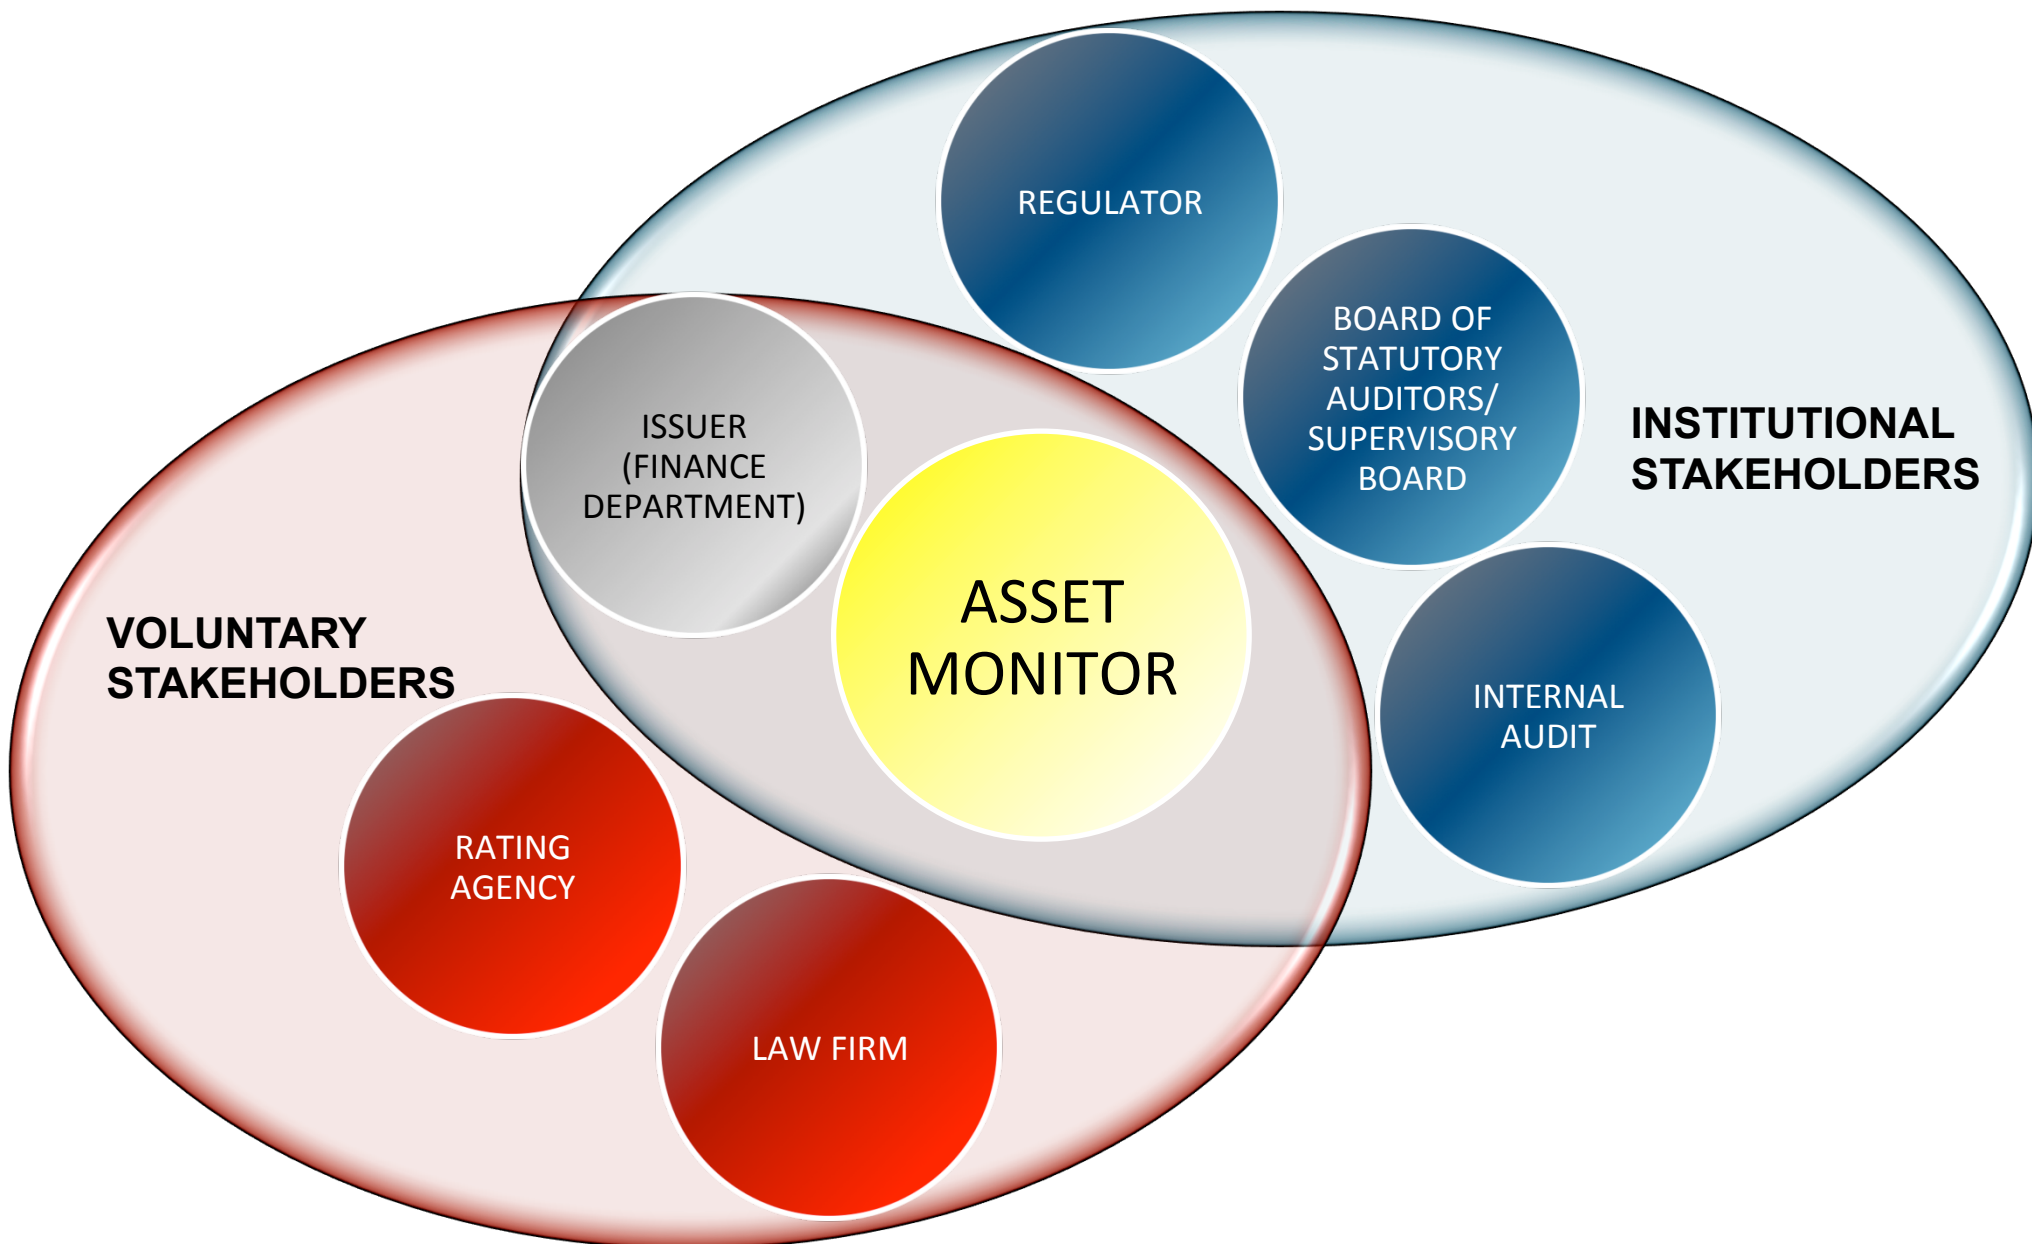 REGULATOR
BOARD OF
STATUTORY
AUDITORS/
SUPERVISORY
BOARD
INSTITUTIONAL
STAKEHOLDERS
ISSUER
(FINANCE
DEPARTMENT)
ASSET
MONITOR
VOLUNTARY
STAKEHOLDERS
INTERNAL
AUDIT
RATING
AGENCY
LAW FIRM